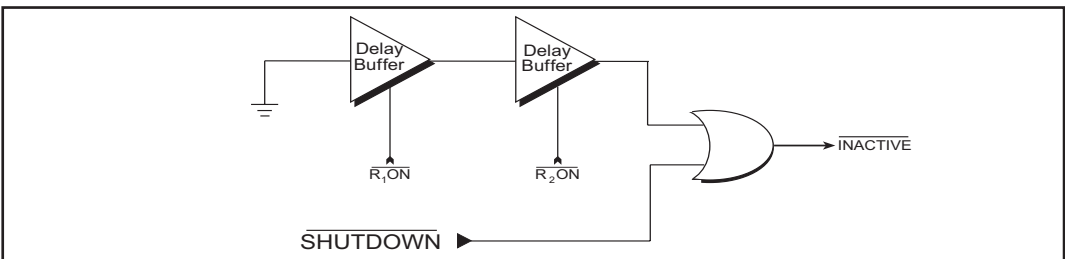 Delay
Buffer
Delay
Buffer
R1ON
R2ON
INACTIVE
SHUTDOWN